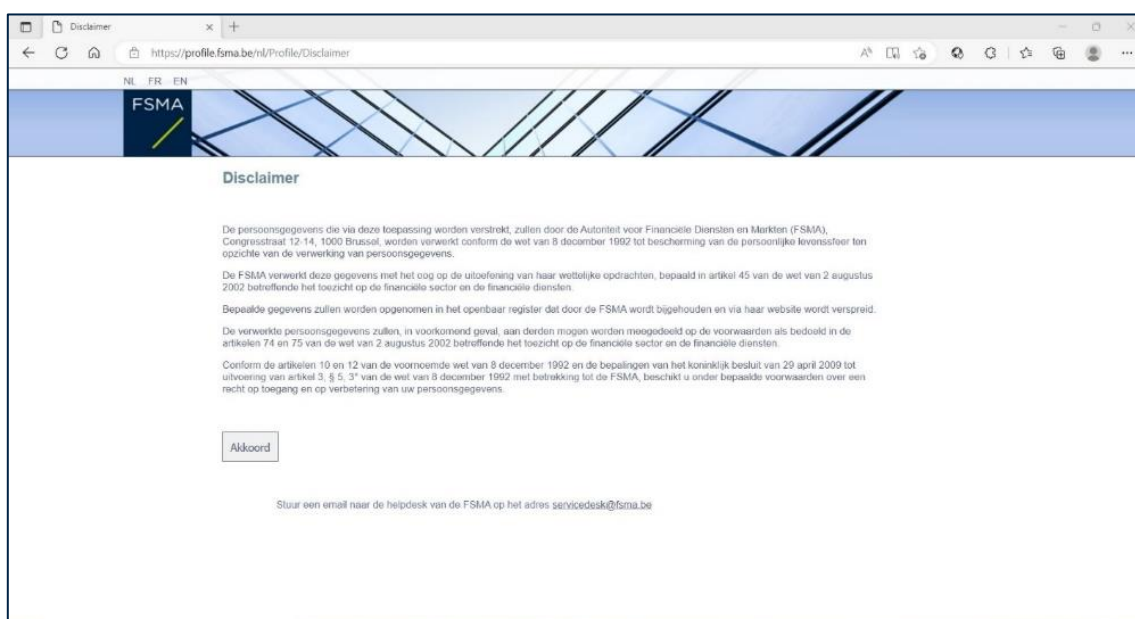 Disclaimer
https://profile.fsma.be/nl/Profile/Disclaimer
NL FR EN
FSMA
Disclaimer
De persoonsgegevens die via deze toepassing worden verstrekt, zullen door de Autoriteit voor Financiële Diensten en Markten (FSMA),
Congresstraat 12-14, 1000 Brussel, worden verwerkt conform de wet van 8 december 1992 tot bescherming van de persoonlijke levenssfeer ten
opzichte van de verwerking van persoonsgegevens.
De FSMA verwerkt deze gegevens met het oog op de uitoefening van haar wettelijke opdrachten, bepaald in artikel 45 van de wet van 2 augustus
2002 betreffende het toezicht op de financiële sector en de financiële diensten.
Bepaalde gegevens zullen worden opgenomen in het openbaar register dat door de FSMA wordt bijgehouden en via haar website wordt verspreid.
De verwerkte persoonsgegevens zullen, in voorkomend geval, aan derden mogen worden meegedeeld op de voorwaarden als bedoeld in de
artikelen 74 en 75 van de wet van 2 augustus 2002 betreffende het toezicht op de financiële sector en de financiële diensten.
Conform de artikelen 10 en 12 van de voornoemde wet van 8 december 1992 en de bepalingen van het koninklijk besluit van 29 april 2009 tot
uitvoering van artikel 3, § 5, 3° van de wet van 8 december 1992 met betrekking tot de FSMA, beschikt u onder bepaalde voorwaarden over een
recht op toegang en op verbetering van uw persoonsgegevens.
Akkoord
Stuur een email naar de helpdesk van de FSMA op het adres servicedesk@fsma.be